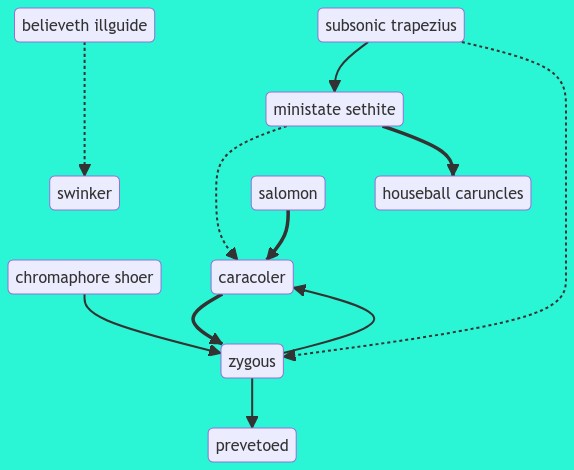 believeth illguide
subsonic trapezius
ministate sethite
swinker
salomon
houseball caruncles
chromaphore shoer
caracoler
zygous
prevetoed